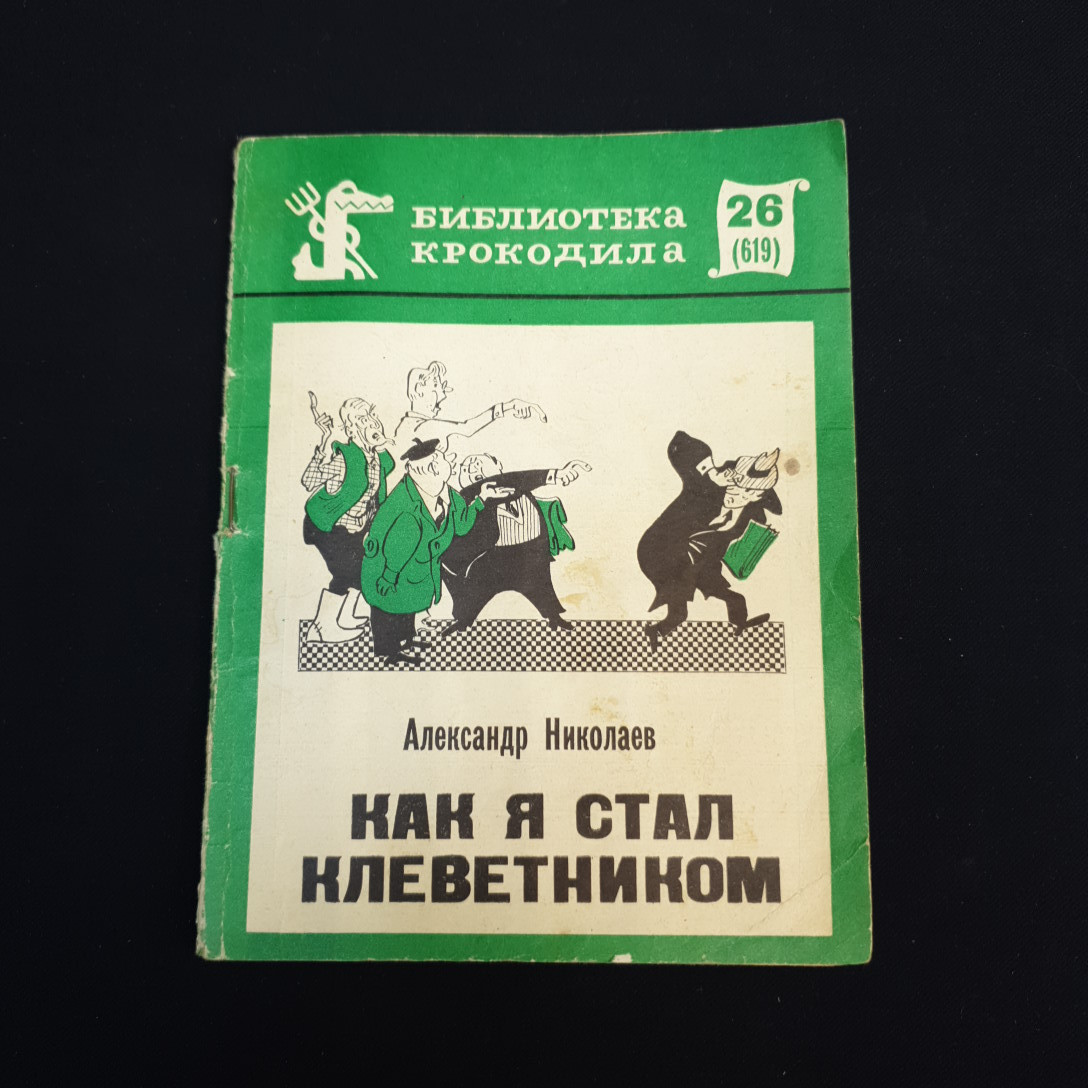 БИБЛИОТЕКА
КРОКОДИЛА
26
(619)
Александр Николаев
КАК Я СТАЛ
КЛЕВЕТНИКОМ